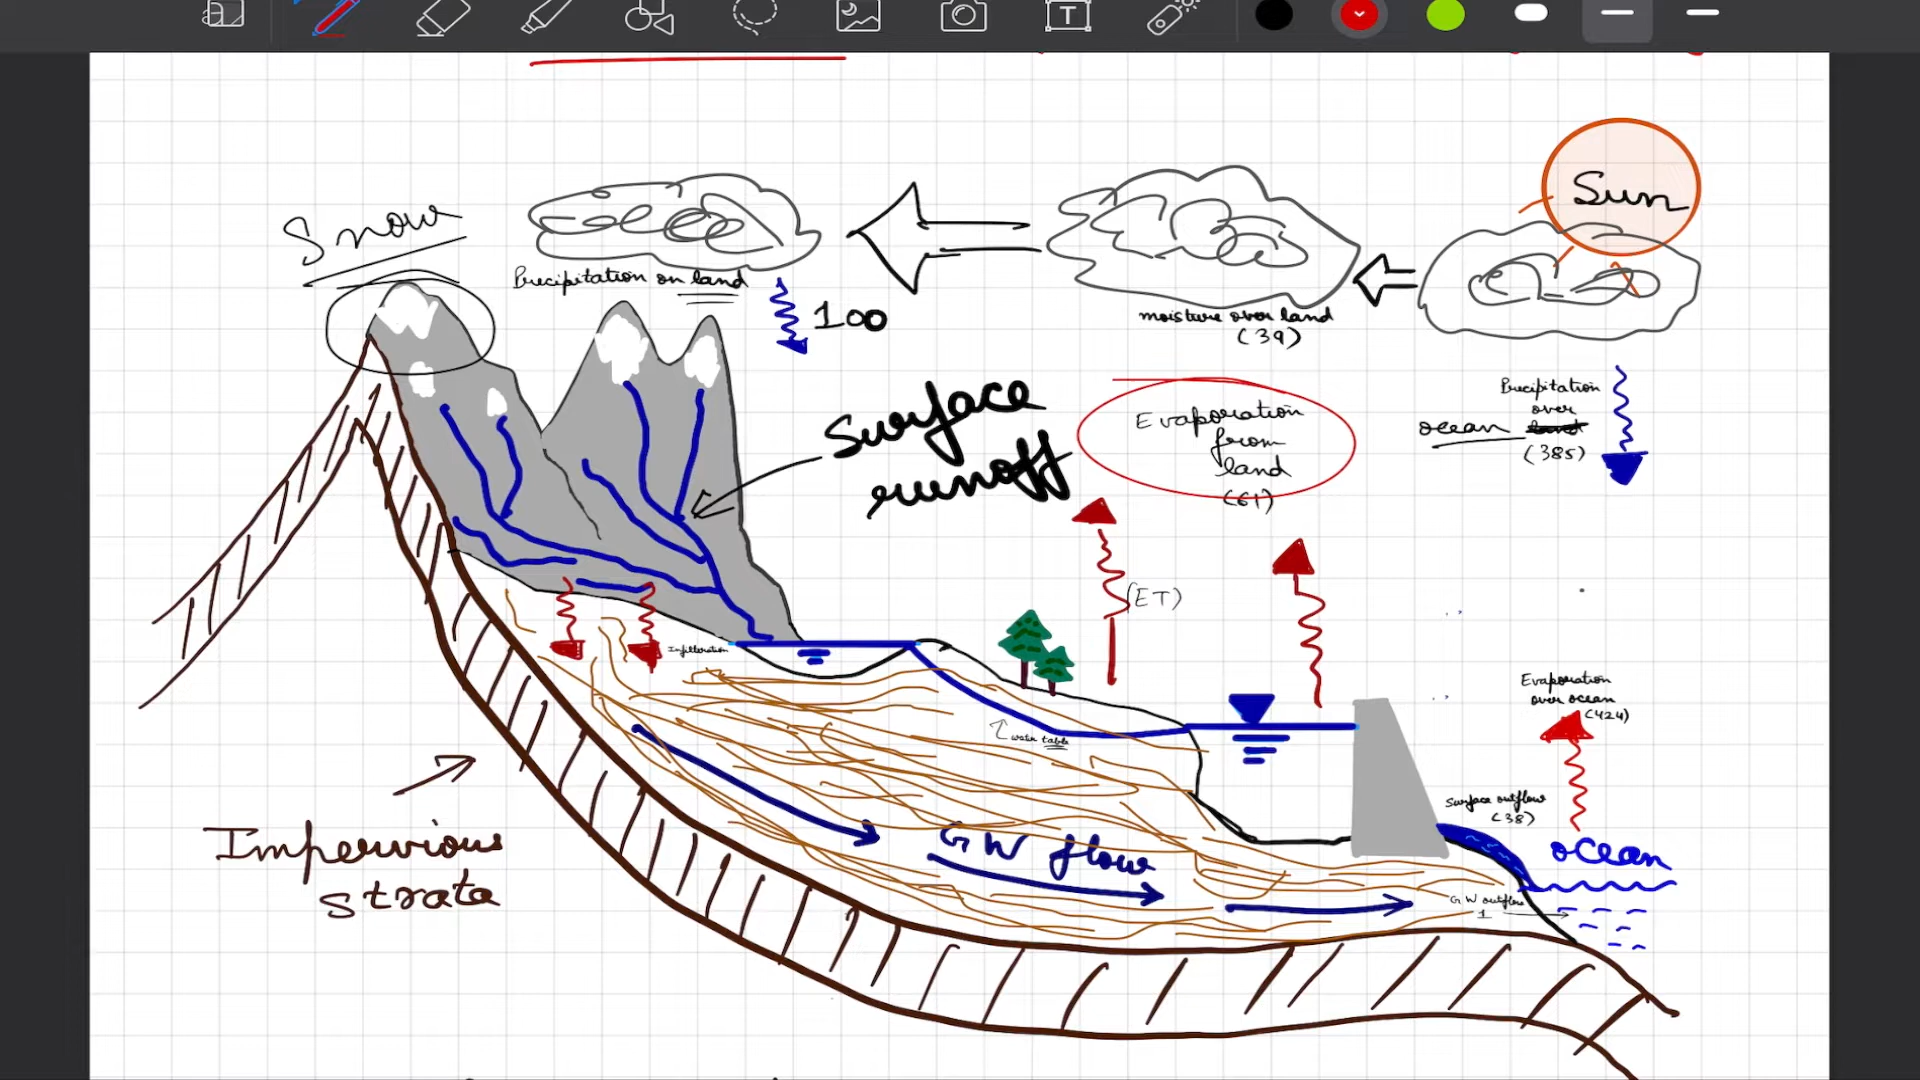 Sun
Snow
Precipitation on land
100
moisture over land
(39)
Surface
runoff
Evaporation
from
land
(61)
Precipitation
over
ocean land
(385)
(ET)
Infilteration
water table
Evaporation
over ocean
(424)
Surface outflow
(38)
ocean
GW flow
GW outflow
1
Impervious
strata